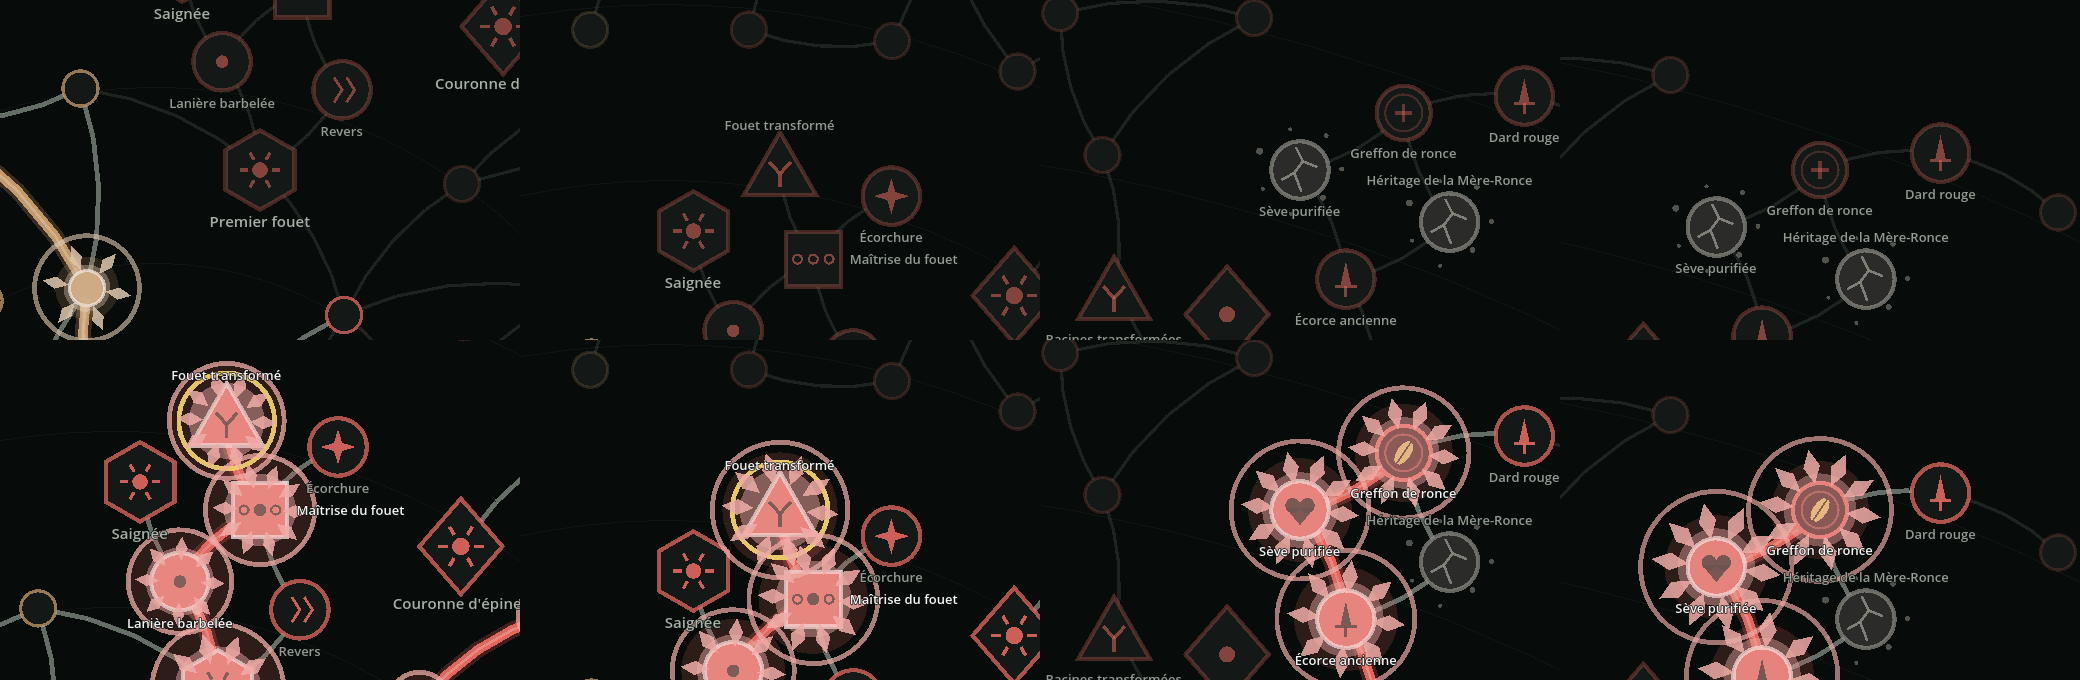 Saignée
Couronne d
Lanière barbelée
Revers
Premier fouet
Fouet transformé
Écorchure
Maîtrise du fouet
Saignée
Dard rouge
Greffon de ronce
Héritage de la Mère-Ronce
Sève purifiée
Écorce ancienne
Racines transformées
Dard rouge
Greffon de ronce
Héritage de la Mère-Ronce
Sève purifiée
Fouet transformé
Écorchure
Maîtrise du fouet
Saignée
Couronne d'épine
Lanière barbelée
Revers
Fouet transformé
Écorchure
Maîtrise du fouet
Saignée
Dard rouge
Greffon de ronce
Héritage de la Mère-Ronce
Sève purifiée
Écorce ancienne
Racines transformées
Dard rouge
Greffon de ronce
Héritage de la Mère-Ronce
Sève purifiée